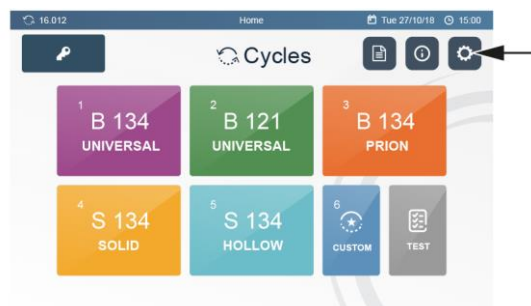 16.012 Home Tue 27/10/18 15:00
Cycles
1 2 3
B 134 B 121 B 134
UNIVERSAL UNIVERSAL PRION
4 5 6
S 134 S 134
SOLID HOLLOW CUSTOM TEST